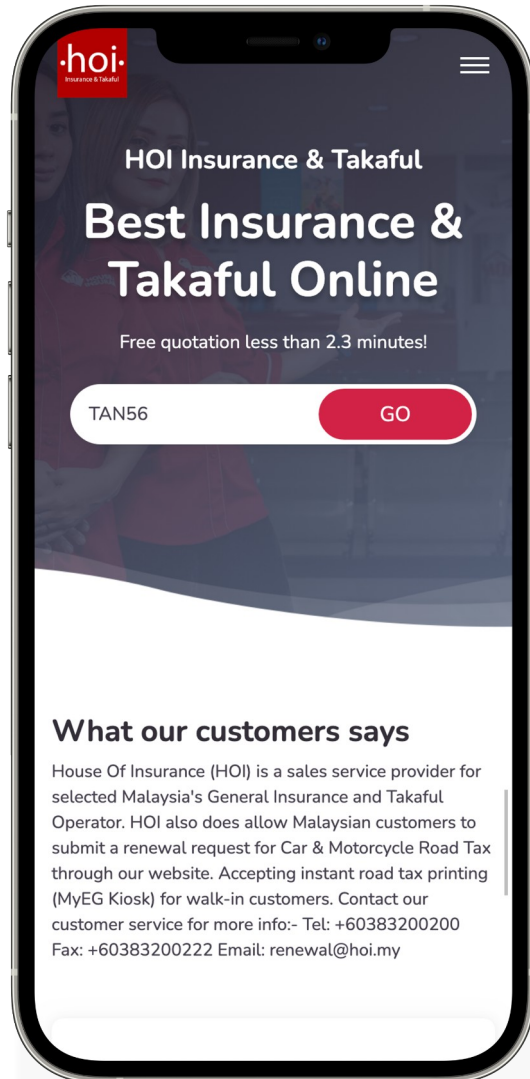 ·hoi·
Insurance & Takaful
HOI Insurance & Takaful
Best Insurance &
Takaful Online
Free quotation less than 2.3 minutes!
TAN56
GO
What our customers says
House Of Insurance (HOI) is a sales service provider for
selected Malaysia's General Insurance and Takaful
Operator. HOI also does allow Malaysian customers to
submit a renewal request for Car & Motorcycle Road Tax
through our website. Accepting instant road tax printing
(MyEG Kiosk) for walk-in customers. Contact our
customer service for more info:- Tel: +60383200200
Fax: +60383200222 Email: renewal@hoi.my